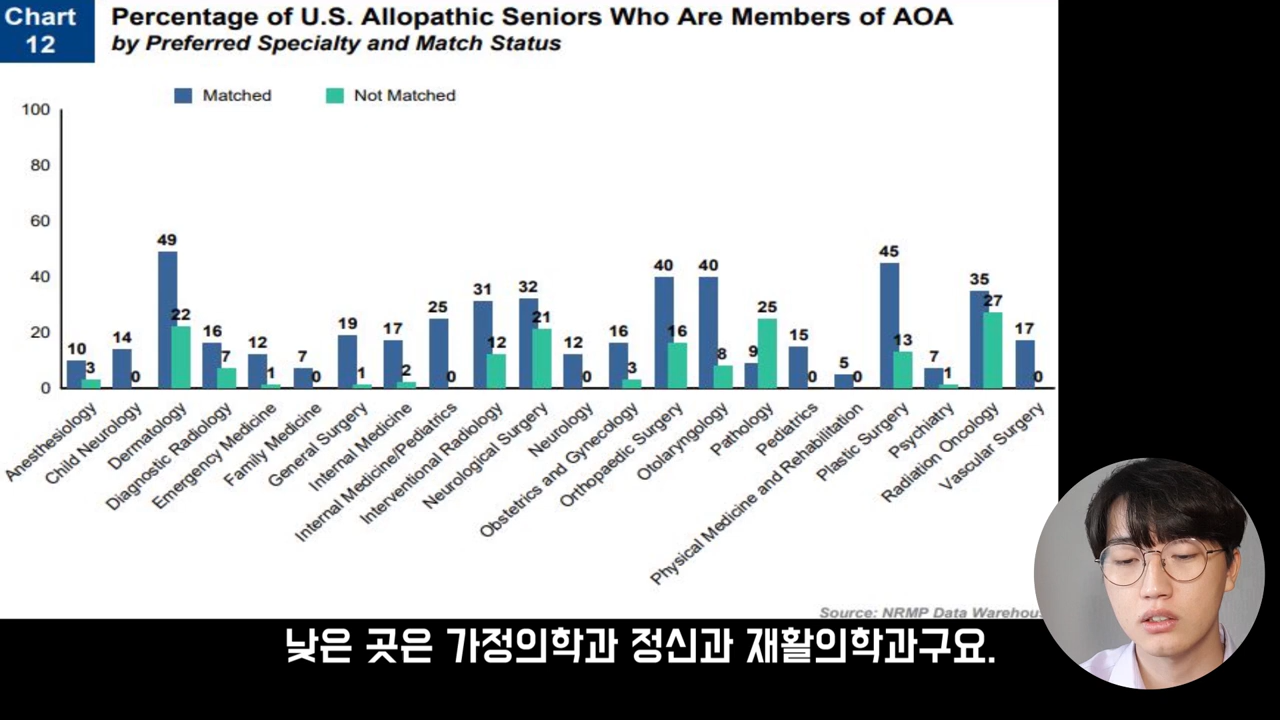 Chart
12
Percentage of U.S. Allopathic Seniors Who Are Members of AOA
by Preferred Specialty and Match Status
Matched
Not Matched
100
80
60
40
20
0
10
3
14
0
49
22
16
7
12
1
7
0
19
1
17
2
25
0
31
12
32
21
12
0
16
3
40
16
40
8
9
25
15
0
5
0
45
13
7
1
35
27
17
0
Anesthesiology
Child Neurology
Dermatology
Diagnostic Radiology
Emergency Medicine
Family Medicine
General Surgery
Internal Medicine
Internal Medicine/Pediatrics
Interventional Radiology
Neurological Surgery
Neurology
Obstetrics and Gynecology
Orthopaedic Surgery
Otolaryngology
Pathology
Pediatrics
Physical Medicine and Rehabilitation
Plastic Surgery
Psychiatry
Radiation Oncology
Vascular Surgery
Source: NRMP Data
낮은 곳은 가정의학과 정신과 재활의학과구요.